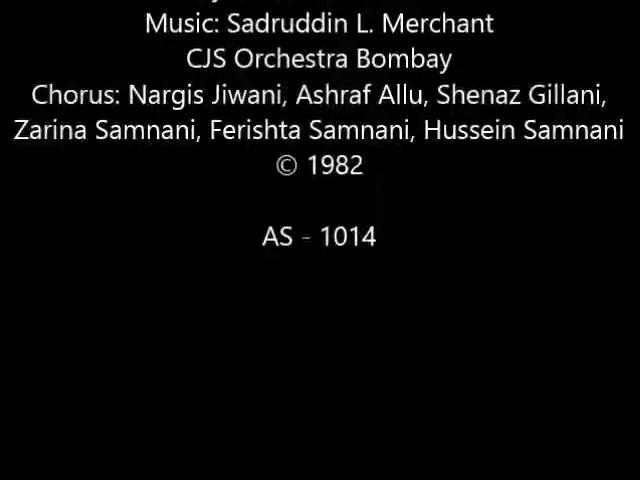 Music: Sadruddin L. Merchant
CJS Orchestra Bombay
Chorus: Nargis Jiwani, Ashraf Allu, Shenaz Gillani,
Zarina Samnani, Ferishta Samnani, Hussein Samnani
© 1982
AS - 1014